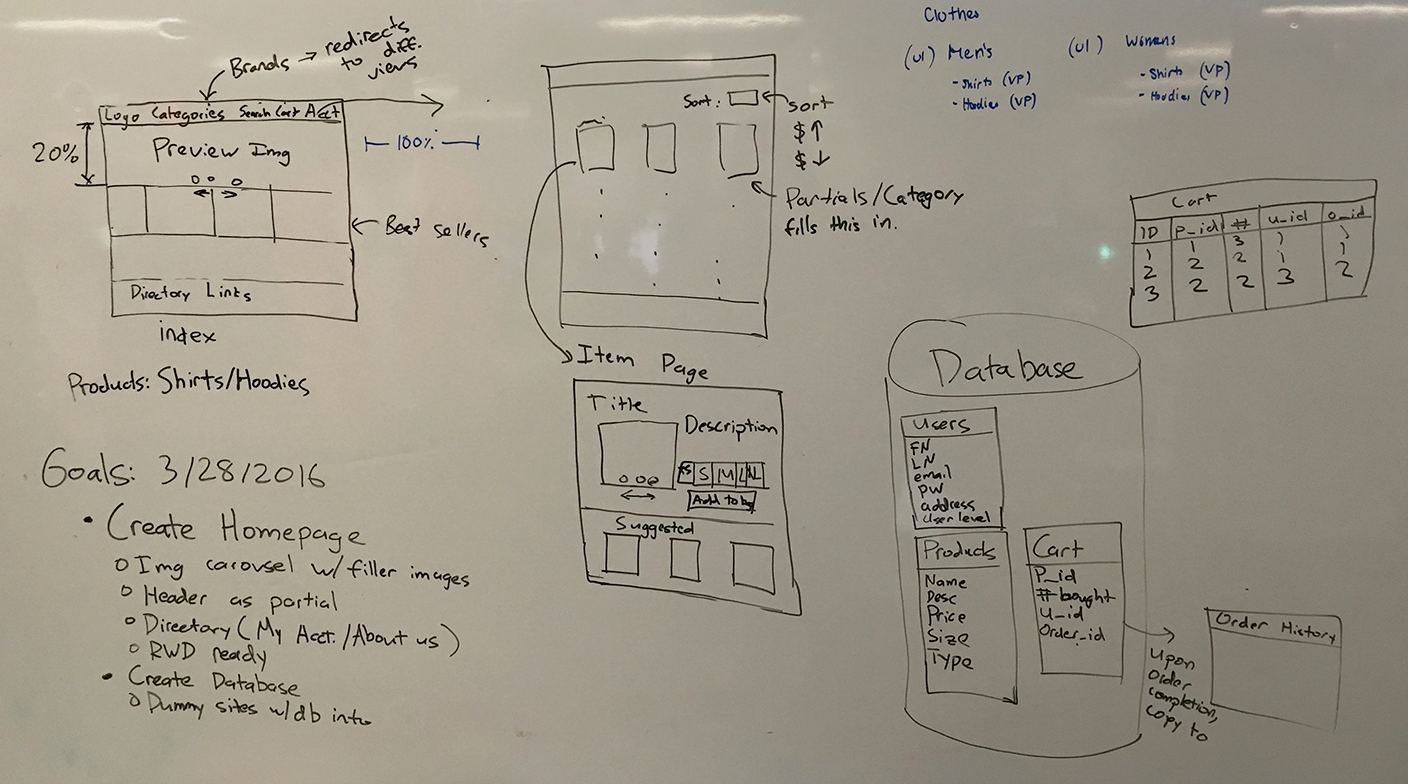 Brands → redirects
to diff.
views
Logo Categories Search Cart Acct
20%
Preview Img
100%
Best sellers
Directory Links
index
Products: Shirts/Hoodies
Goals: 3/28/2016
• Create Homepage
o Img carousel w/ filler images
o Header as partial
o Directory (My Acct./About us)
o RWD ready
• Create Database
o Dummy sites w/db into
Sort:
sort
$↑
$↓
Partials/Category
fills this in.
Item Page
Title
Description
XS S M L XL
Add to bag
Suggested
Clothes
(ul) Men's
- Shirts (VP)
- Hoodies (VP)
(ul) Womens
- Shirts (VP)
- Hoodies (VP)
Cart
ID p_id # u_id o_id
1 1 3 1 1
2 2 2 1 1
3 2 2 3 2
Database
Users
FN
LN
email
PW
address
User level
Products
Name
Desc
Price
Size
Type
Cart
P_id
# bought
u_id
Order_id
Upon
Order
completion,
copy to
Order History